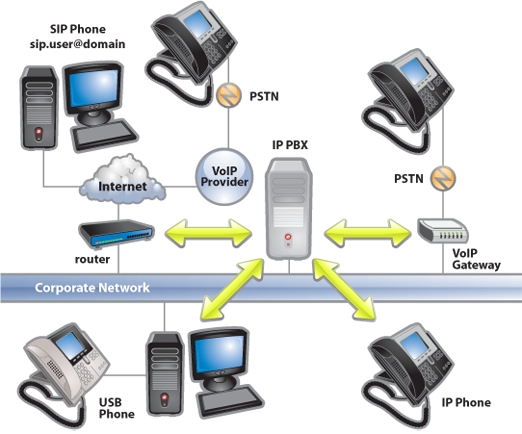 SIP Phone
sip.user@domain
PSTN
IP PBX
VoIP
Provider
PSTN
Internet
router
VoIP
Gateway
Corporate Network
USB
Phone
IP Phone